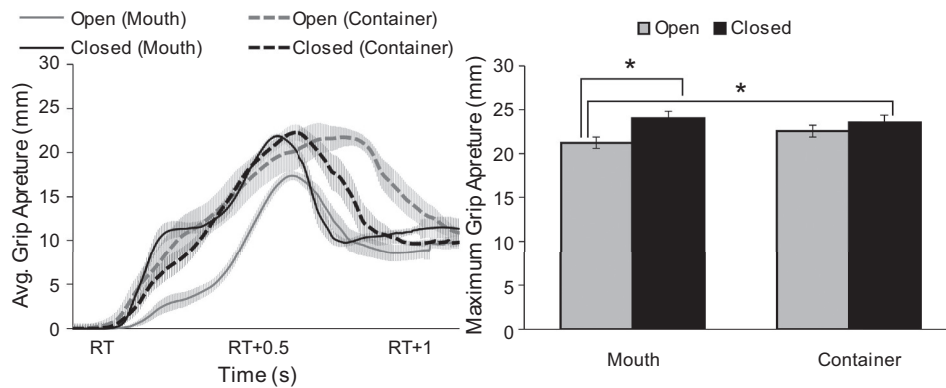 Open (Mouth)
Open (Container)
Closed (Mouth)
Closed (Container)
Avg. Grip Apreture (mm)
30
25
20
15
10
5
0
RT
RT+0.5
RT+1
Time (s)
Open
Closed
Maximum Grip Apreture (mm)
30
25
20
15
10
5
0
*
*
Mouth
Container